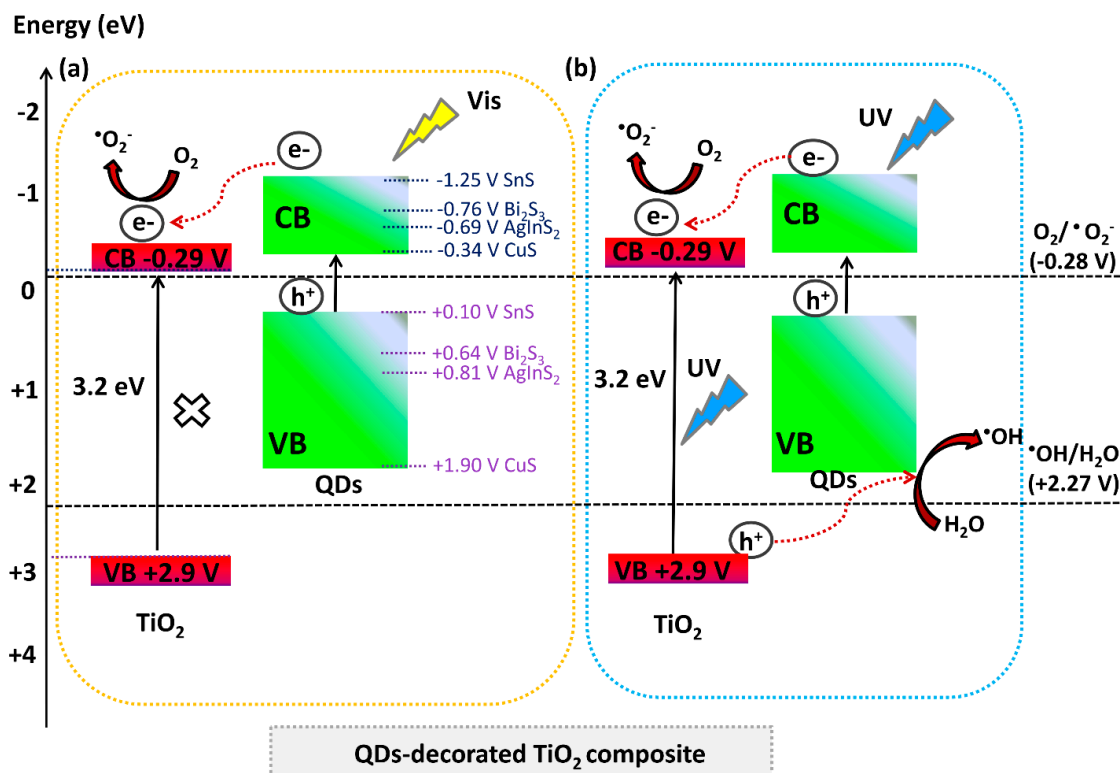 Energy (eV)
-2
-1
0
+1
+2
+3
+4
(a)
Vis
•O₂⁻
O₂
e-
e-
CB -0.29 V
CB
-1.25 V SnS
-0.76 V Bi₂S₃
-0.69 V AgInS₂
-0.34 V CuS
h⁺
+0.10 V SnS
+0.64 V Bi₂S₃
+0.81 V AgInS₂
3.2 eV
VB
+1.90 V CuS
QDs
VB +2.9 V
TiO₂
(b)
UV
•O₂⁻
O₂
e-
e-
CB -0.29 V
CB
O₂/•O₂⁻
(-0.28 V)
h⁺
3.2 eV
UV
VB
QDs
•OH
•OH/H₂O
(+2.27 V)
H₂O
h⁺
VB +2.9 V
TiO₂
QDs-decorated TiO₂ composite